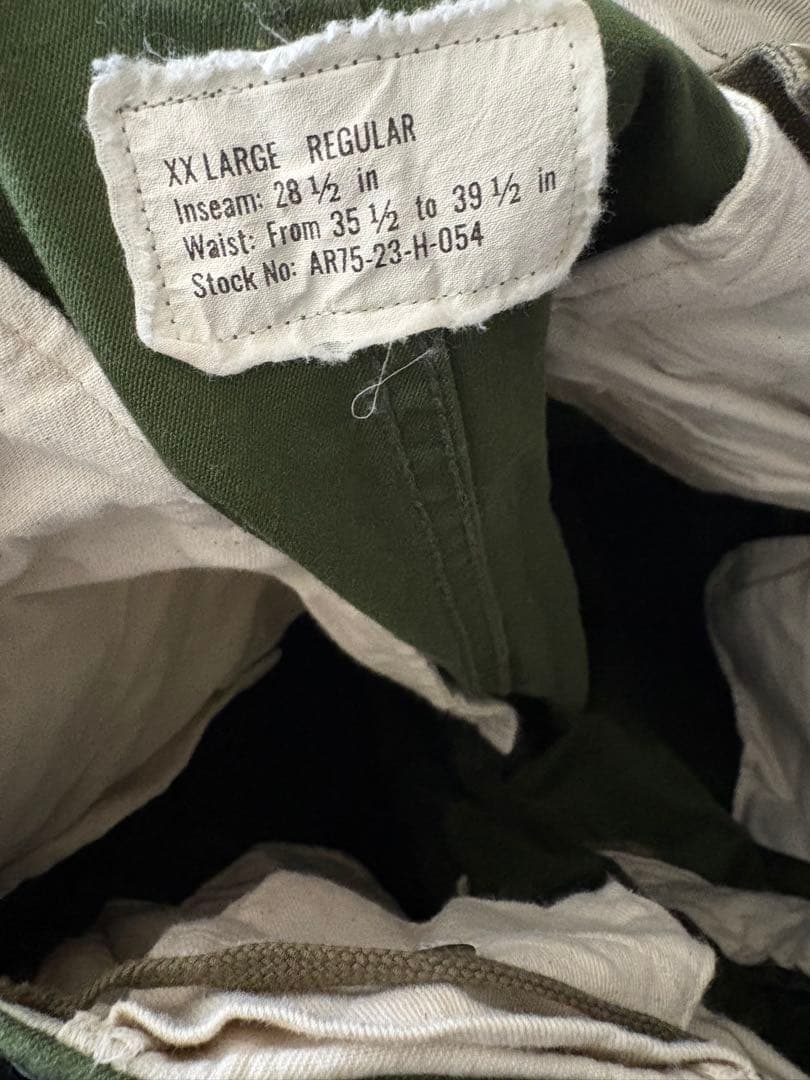 XX LARGE REGULAR
Inseam: 28 1/2 in
Waist: From 35 1/2 to 39 1/2 in
Stock No: AR75-23-H-054